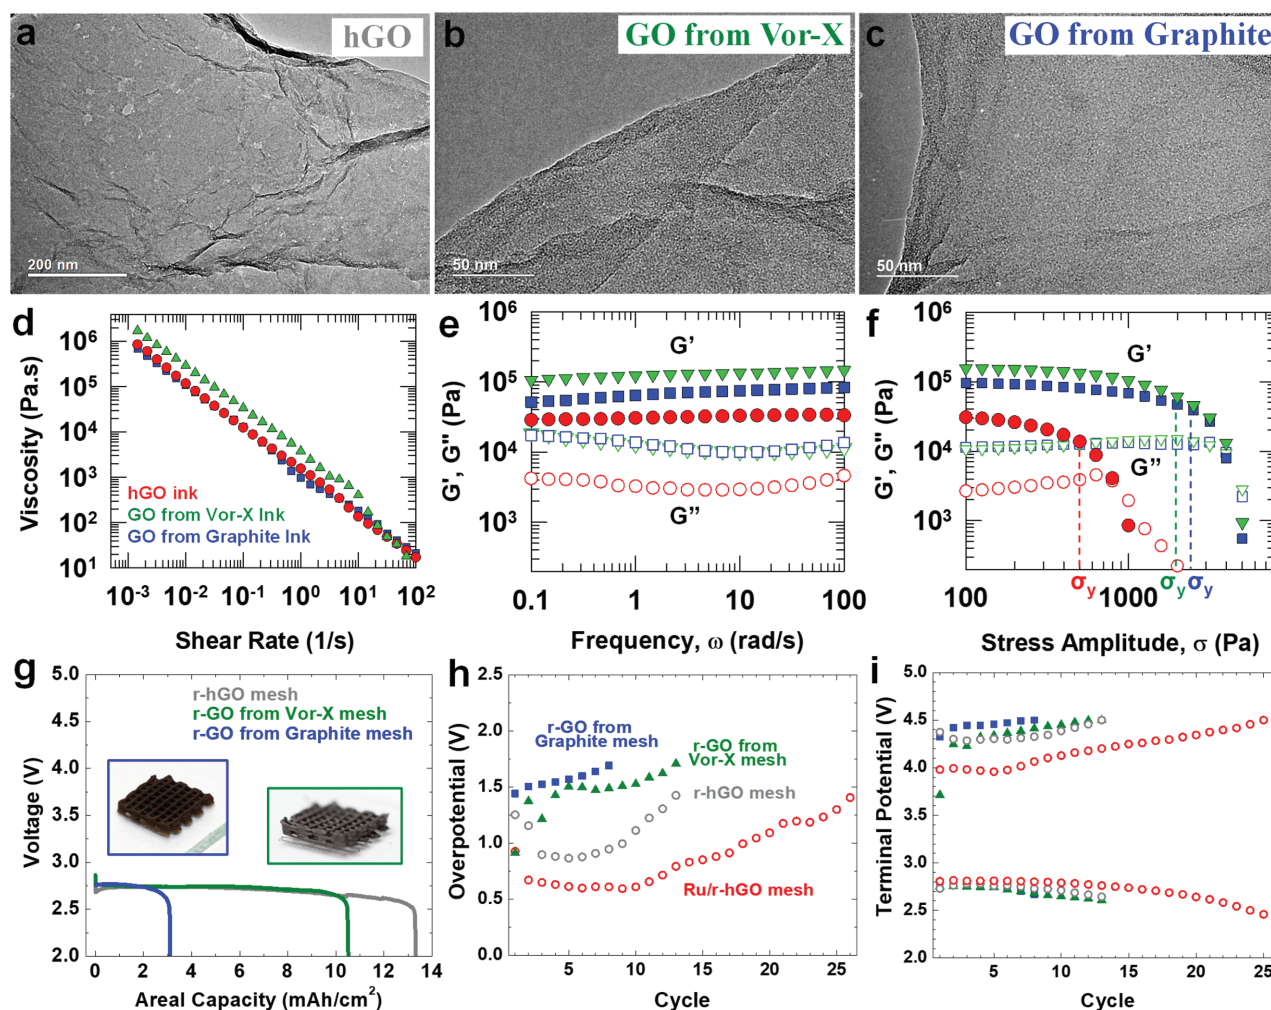 a
hGO
200 nm
b
GO from Vor-X
50 nm
c
GO from Graphite
50 nm
d
Viscosity (Pa.s)
10⁶
10⁵
10⁴
10³
10²
10¹
hGO ink
GO from Vor-X Ink
GO from Graphite Ink
10⁻³ 10⁻² 10⁻¹ 10⁰ 10¹ 10²
Shear Rate (1/s)
e
G', G'' (Pa)
10⁶
10⁵
10⁴
10³
G'
G''
0.1 1 10 100
Frequency, ω (rad/s)
f
G', G'' (Pa)
10⁶
10⁵
10⁴
10³
G'
G''
σy σy σy
100 1000
Stress Amplitude, σ (Pa)
g
Voltage (V)
5.0
4.5
4.0
3.5
3.0
2.5
2.0
r-hGO mesh
r-GO from Vor-X mesh
r-GO from Graphite mesh
0 2 4 6 8 10 12 14
Areal Capacity (mAh/cm²)
h
Overpotential (V)
2.5
2.0
1.5
1.0
0.5
0.0
r-GO from
Graphite mesh
r-GO from
Vor-X mesh
r-hGO mesh
Ru/r-hGO mesh
5 10 15 20 25
Cycle
i
Terminal Potential (V)
5.0
4.5
4.0
3.5
3.0
2.5
2.0
5 10 15 20 25
Cycle